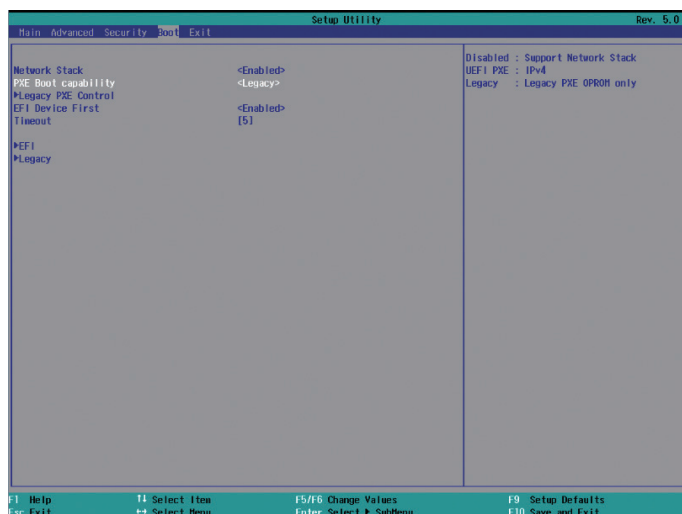 Setup Utility Rev. 5.0
Main Advanced Security Boot Exit
Network Stack <Enabled>
PXE Boot capability <Legacy>
▶Legacy PXE Control
EFI Device First <Enabled>
Timeout [5]
▶EFI
▶Legacy
Disabled : Support Network Stack
UEFI PXE : IPv4
Legacy : Legacy PXE OPROM only
F1 Help ↑↓ Select Item F5/F6 Change Values F9 Setup Defaults
Esc Exit ↔ Select Menu Enter Select ▶ SubMenu F10 Save and Exit